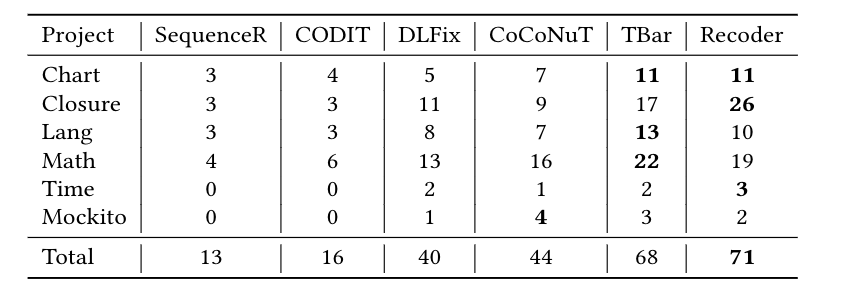 Project SequenceR CODIT DLFix CoCoNuT TBar Recoder
Chart 3 4 5 7 11 11
Closure 3 3 11 9 17 26
Lang 3 3 8 7 13 10
Math 4 6 13 16 22 19
Time 0 0 2 1 2 3
Mockito 0 0 1 4 3 2
Total 13 16 40 44 68 71